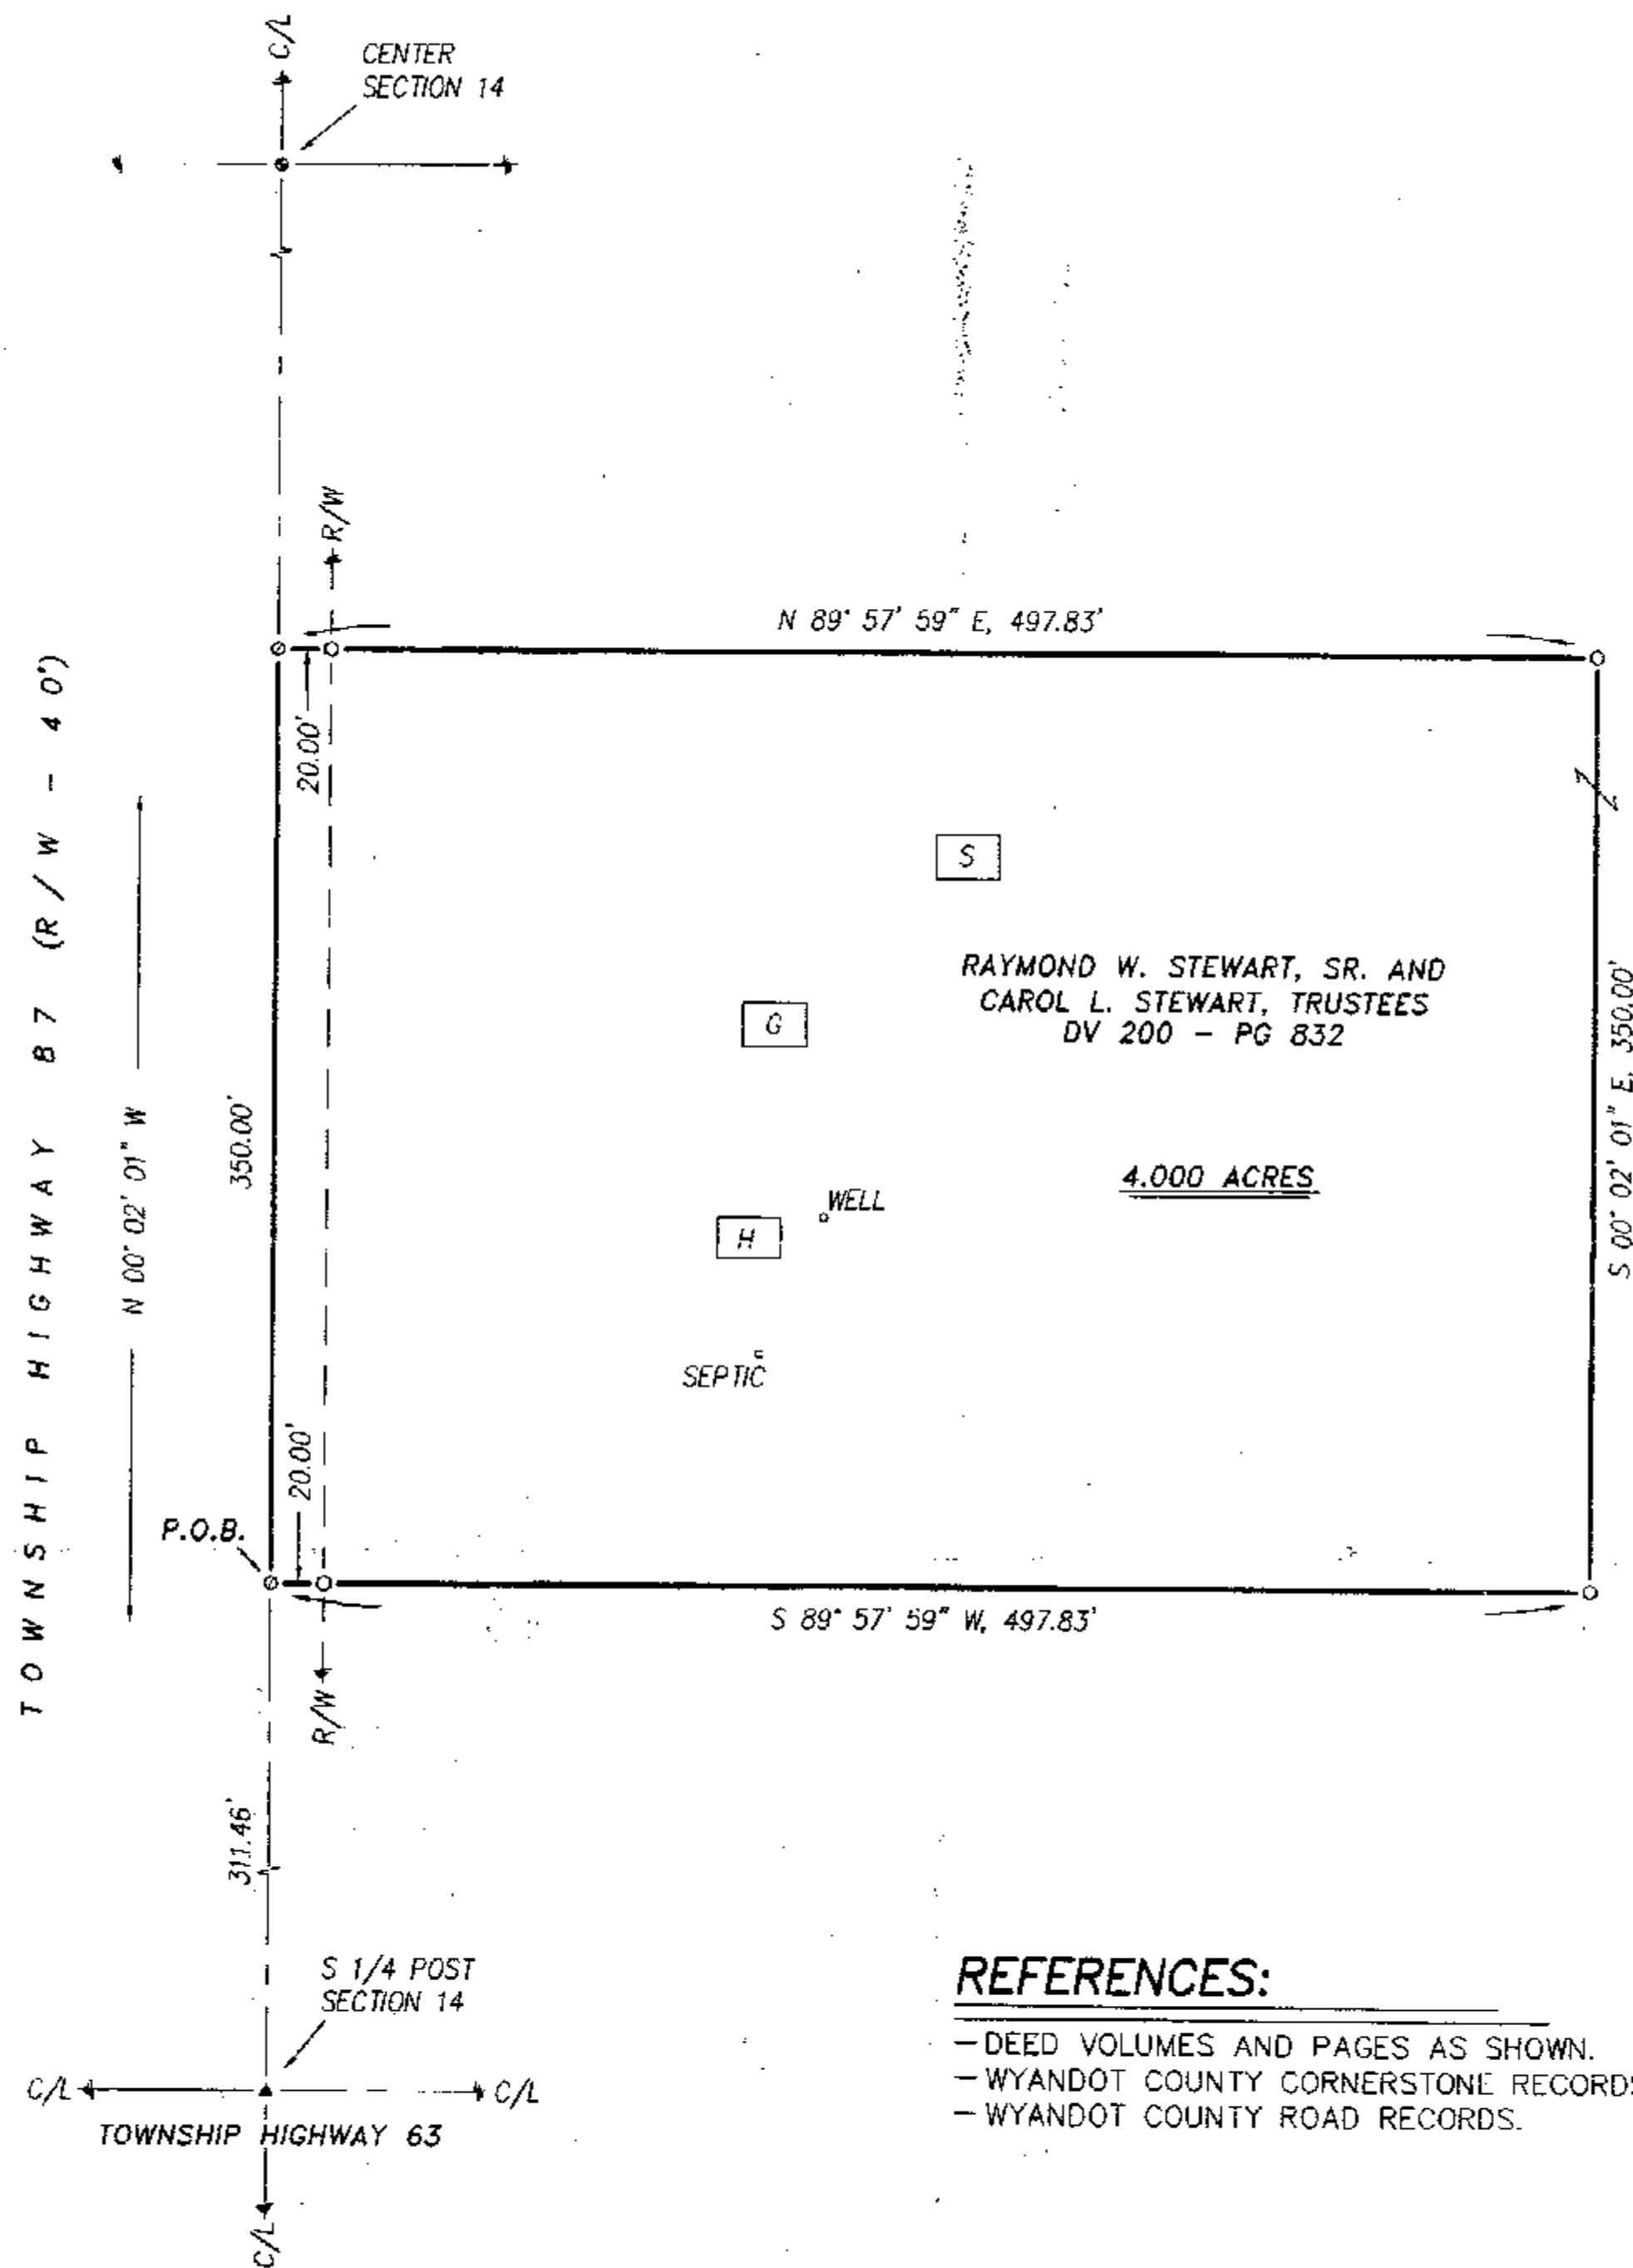 C/L
CENTER
SECTION 14
R/W
N 89° 57' 59" E, 497.83'
20.00'
TOWNSHIP HIGHWAY 87 (R/W - 40')
N 00° 02' 01" W
350.00'
S
RAYMOND W. STEWART, SR. AND
CAROL L. STEWART, TRUSTEES
DV 200 - PG 832
G
S 00° 02' 01" E, 350.00'
4.000 ACRES
WELL
H
SEPTIC
20.00'
P.O.B.
S 89° 57' 59" W, 497.83'
R/W
311.46'
S 1/4 POST
SECTION 14
C/L
C/L
TOWNSHIP HIGHWAY 63
C/L
REFERENCES:
- DEED VOLUMES AND PAGES AS SHOWN.
- WYANDOT COUNTY CORNERSTONE RECORDS
- WYANDOT COUNTY ROAD RECORDS.